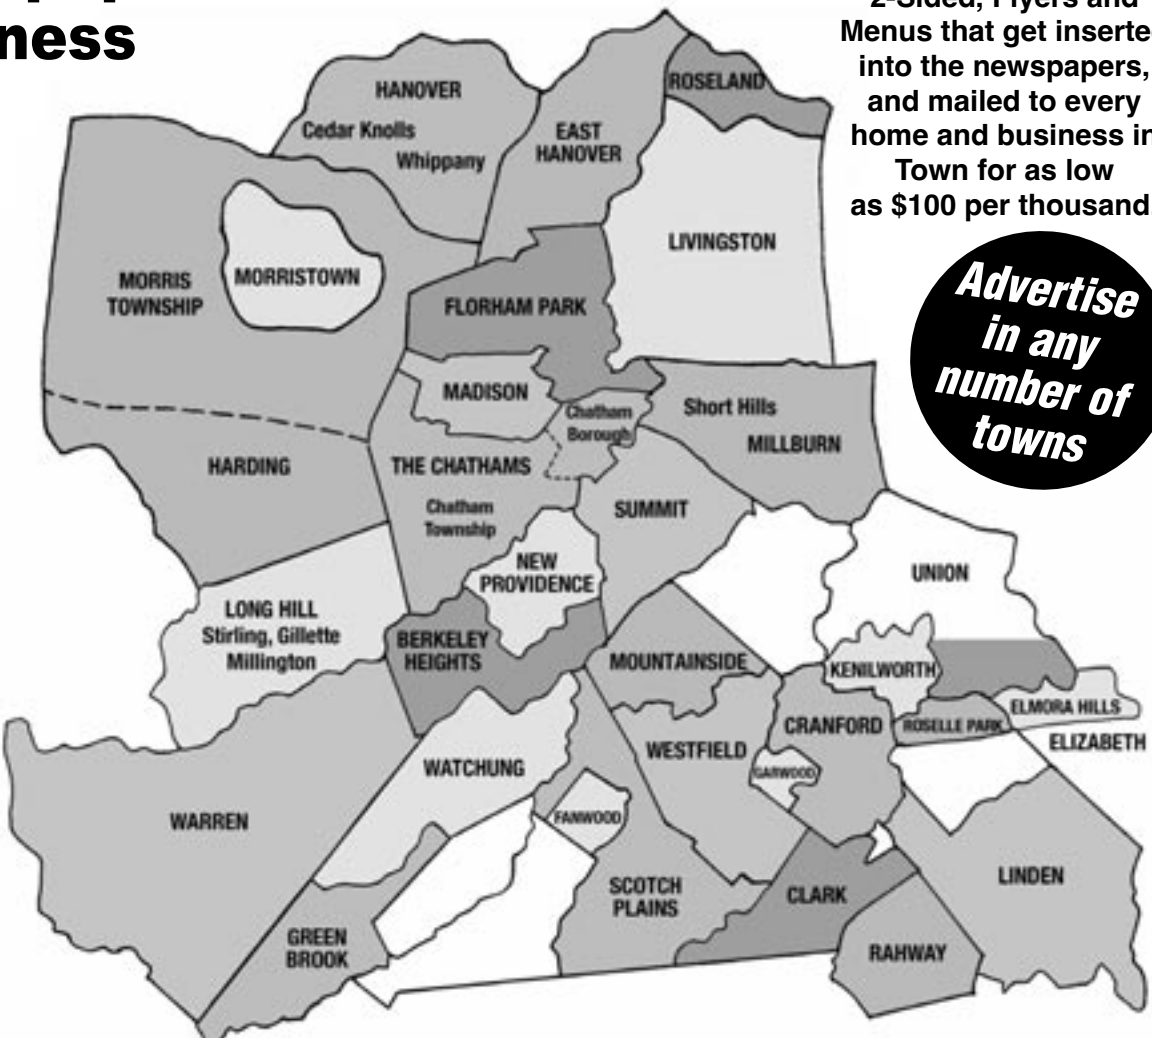 ness
2-Sided, Flyers and
Menus that get inserte
into the newspapers,
and mailed to every
home and business in
Town for as low
as $100 per thousand.
Advertise
in any
number of
towns
HANOVER
Cedar Knolls
Whippany
EAST
HANOVER
ROSELAND
LIVINGSTON
MORRIS
TOWNSHIP
MORRISTOWN
FLORHAM PARK
MADISON
Chatham
Borough
Short Hills
MILLBURN
HARDING
THE CHATHAMS
Chatham
Township
SUMMIT
NEW
PROVIDENCE
UNION
LONG HILL
Stirling, Gillette
Millington
BERKELEY
HEIGHTS
MOUNTAINSIDE
KENILWORTH
ELMORA HILLS
ROSELLE PARK
ELIZABETH
CRANFORD
WESTFIELD
GARWOOD
WATCHUNG
WARREN
FANWOOD
SCOTCH
PLAINS
CLARK
LINDEN
GREEN
BROOK
RAHWAY